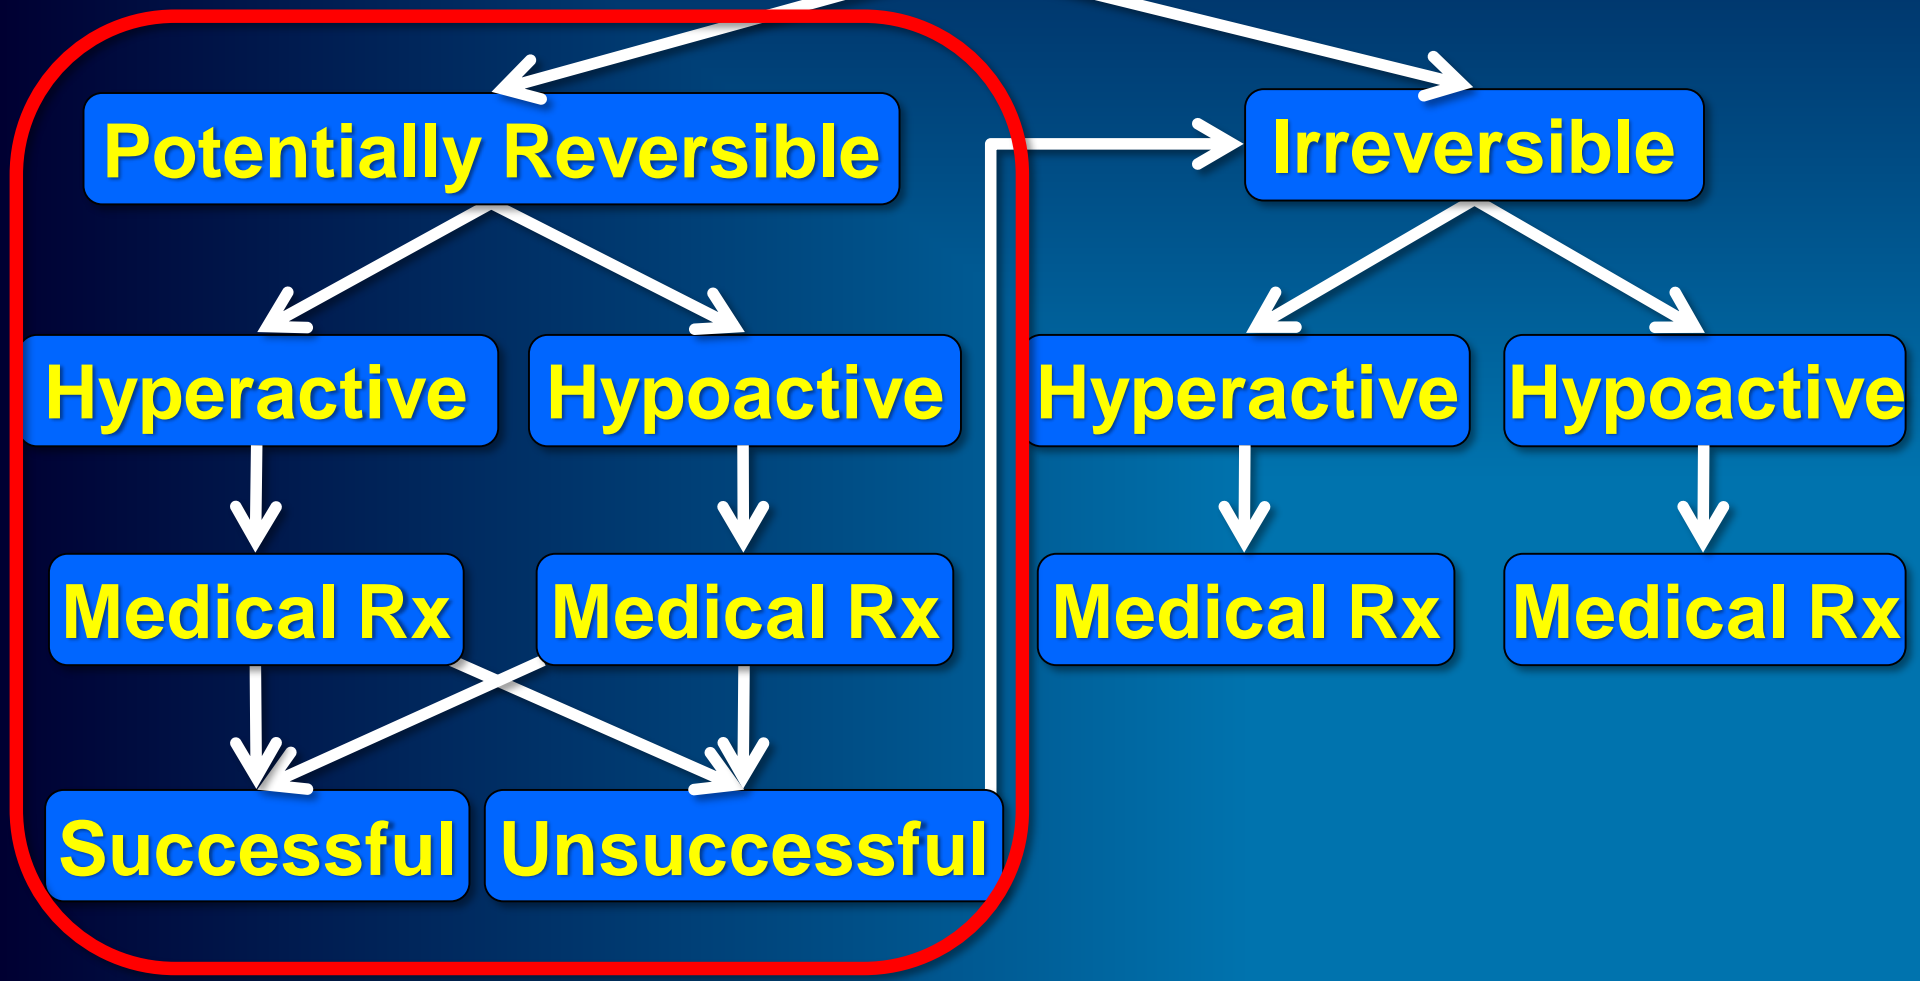 Potentially Reversible
Irreversible
Hyperactive
Hypoactive
Hyperactive
Hypoactive
Medical Rx
Medical Rx
Medical Rx
Medical Rx
Successful
Unsuccessful